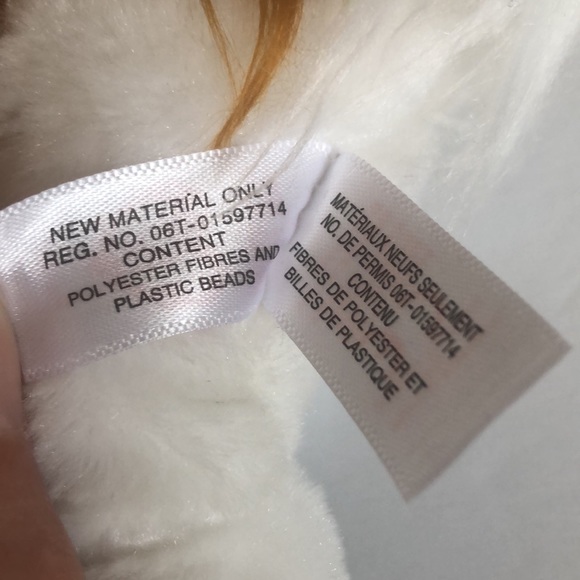 NEW MATERIAL ONLY
REG. NO. 06T-01597714
CONTENT
POLYESTER FIBRES AND
PLASTIC BEADS
MATÉRIAUX NEUFS SEULEMENT
NO. DE PERMIS 06T-01597714
CONTENU
FIBRES DE POLYESTER ET
BILLES DE PLASTIQUE